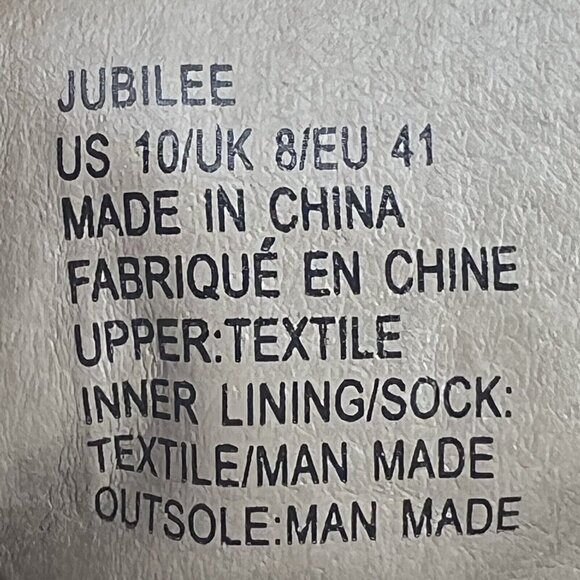 JUBILEE
US 10/UK 8/EU 41
MADE IN CHINA
FABRIQUÉ EN CHINE
UPPER:TEXTILE
INNER LINING/SOCK:
TEXTILE/MAN MADE
OUTSOLE:MAN MADE